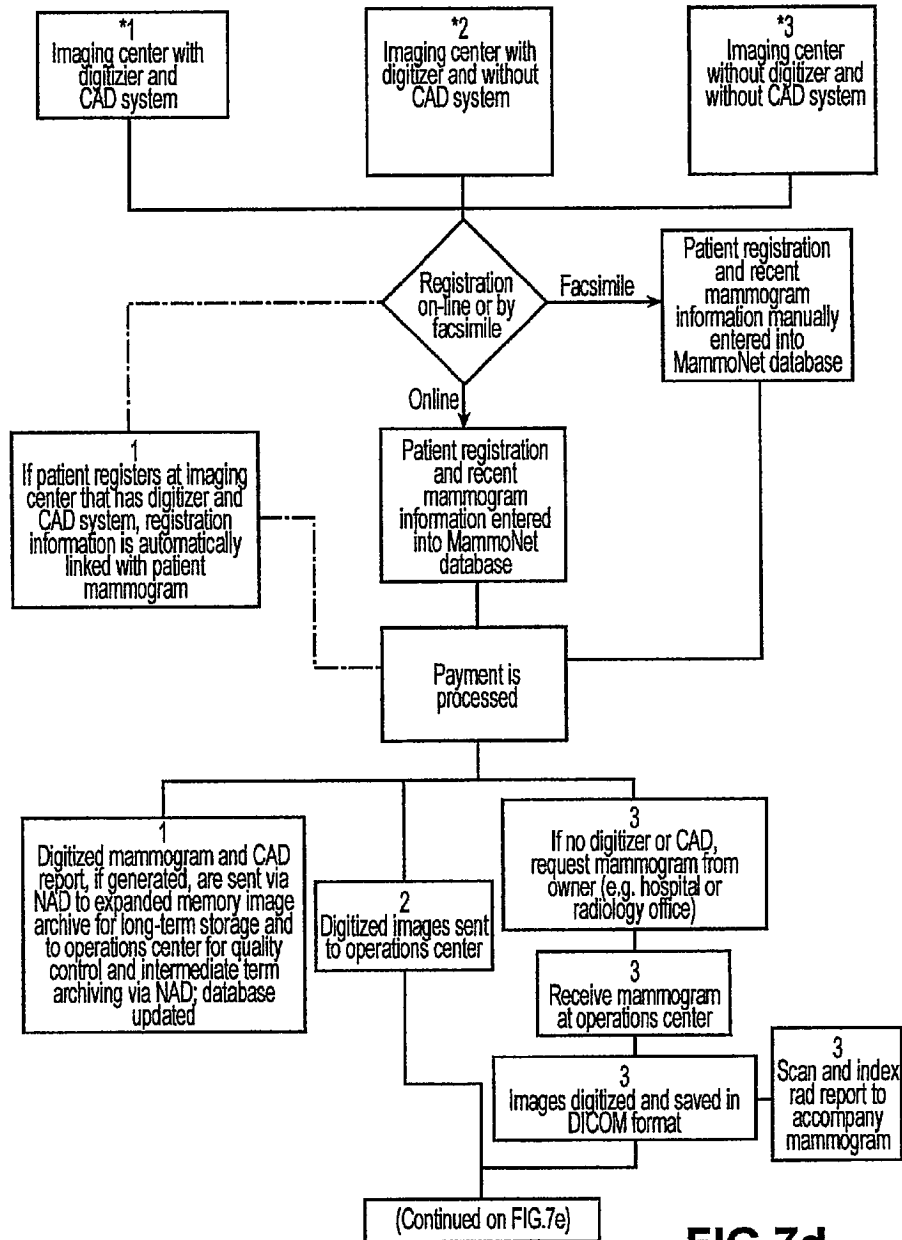 *1
Imaging center with
digitizier and
CAD system
*2
Imaging center with
digitizer and without
CAD system
*3
Imaging center
without digitizer and
without CAD system
Registration
on-line or by
facsimile
Facsimile
Patient registration
and recent
mammogram
information manually
entered into
MammoNet database
Online
1
If patient registers at imaging
center that has digitizer and
CAD system, registration
information is automatically
linked with patient
mammogram
Patient registration
and recent
mammogram
information entered
into MammoNet
database
Payment is
processed
1
Digitized mammogram and CAD
report, if generated, are sent via
NAD to expanded memory image
archive for long-term storage and
to operations center for quality
control and intermediate term
archiving via NAD; database
updated
2
Digitized images sent
to operations center
3
If no digitizer or CAD,
request mammogram from
owner (e.g. hospital or
radiology office)
3
Receive mammogram
at operations center
3
Images digitized and saved in
DICOM format
3
Scan and index
rad report to
accompany
mammogram
(Continued on FIG.7e)
FIG.7d